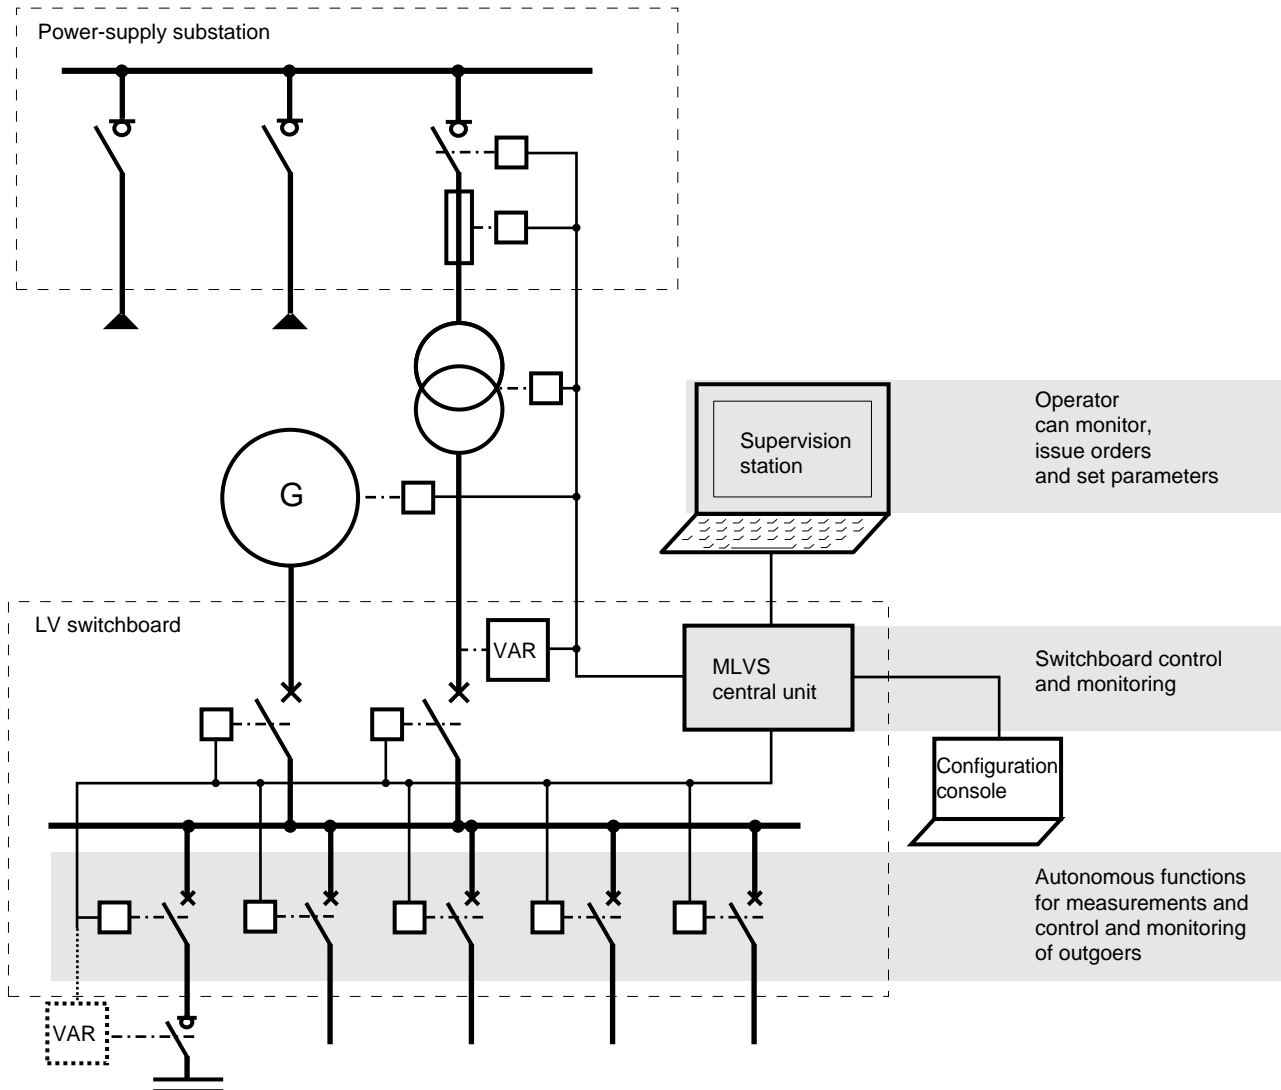 Power-supply substation
Operator
can monitor,
issue orders
and set parameters
Supervision
station
G
LV switchboard
VAR
MLVS
central unit
Switchboard control
and monitoring
Configuration
console
Autonomous functions
for measurements and
control and monitoring
of outgoers
VAR